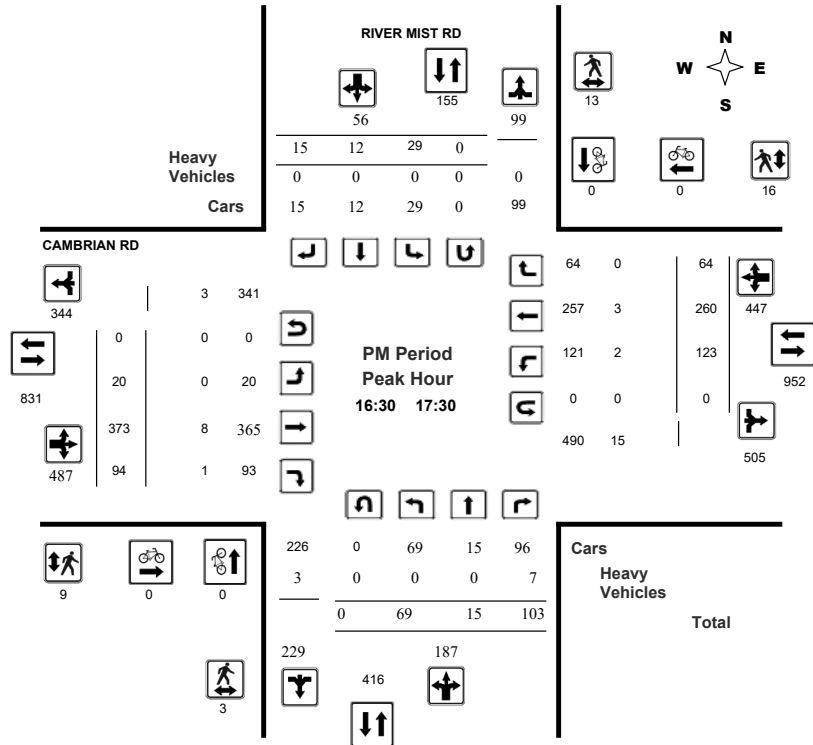 RIVER MIST RD
N
W E
S
155
13
56 99
15 12 29 0
Heavy
Vehicles
0 0 0 0 0
0 0 16
Cars 15 12 29 0 99
CAMBRIAN RD
64 0 64
3 341
344
257 3 260 447
0 0 0
PM Period
Peak Hour
16:30 17:30
121 2 123
952
20 0 20
831
0 0 0
373 8 365
490 15
505
487 94 1 93
226 0 69 15 96 Cars
3 0 0 0 7 Heavy
Vehicles
9 0 0
0 69 15 103
Total
229 187
416
3